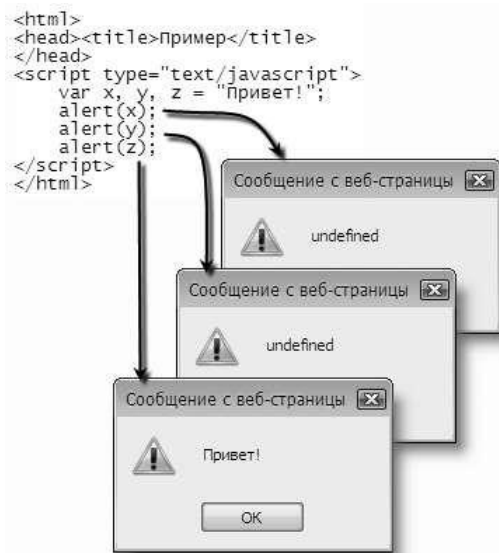 <html>
<head><title>Пример</title>
</head>
<script type="text/javascript">
var x, y, z = "Привет!";
alert(x);
alert(y);
alert(z);
</script>
</html>
Сообщение с веб-страницы
undefined
Сообщение с веб-страницы
undefined
Сообщение с веб-страницы
Привет!
OK